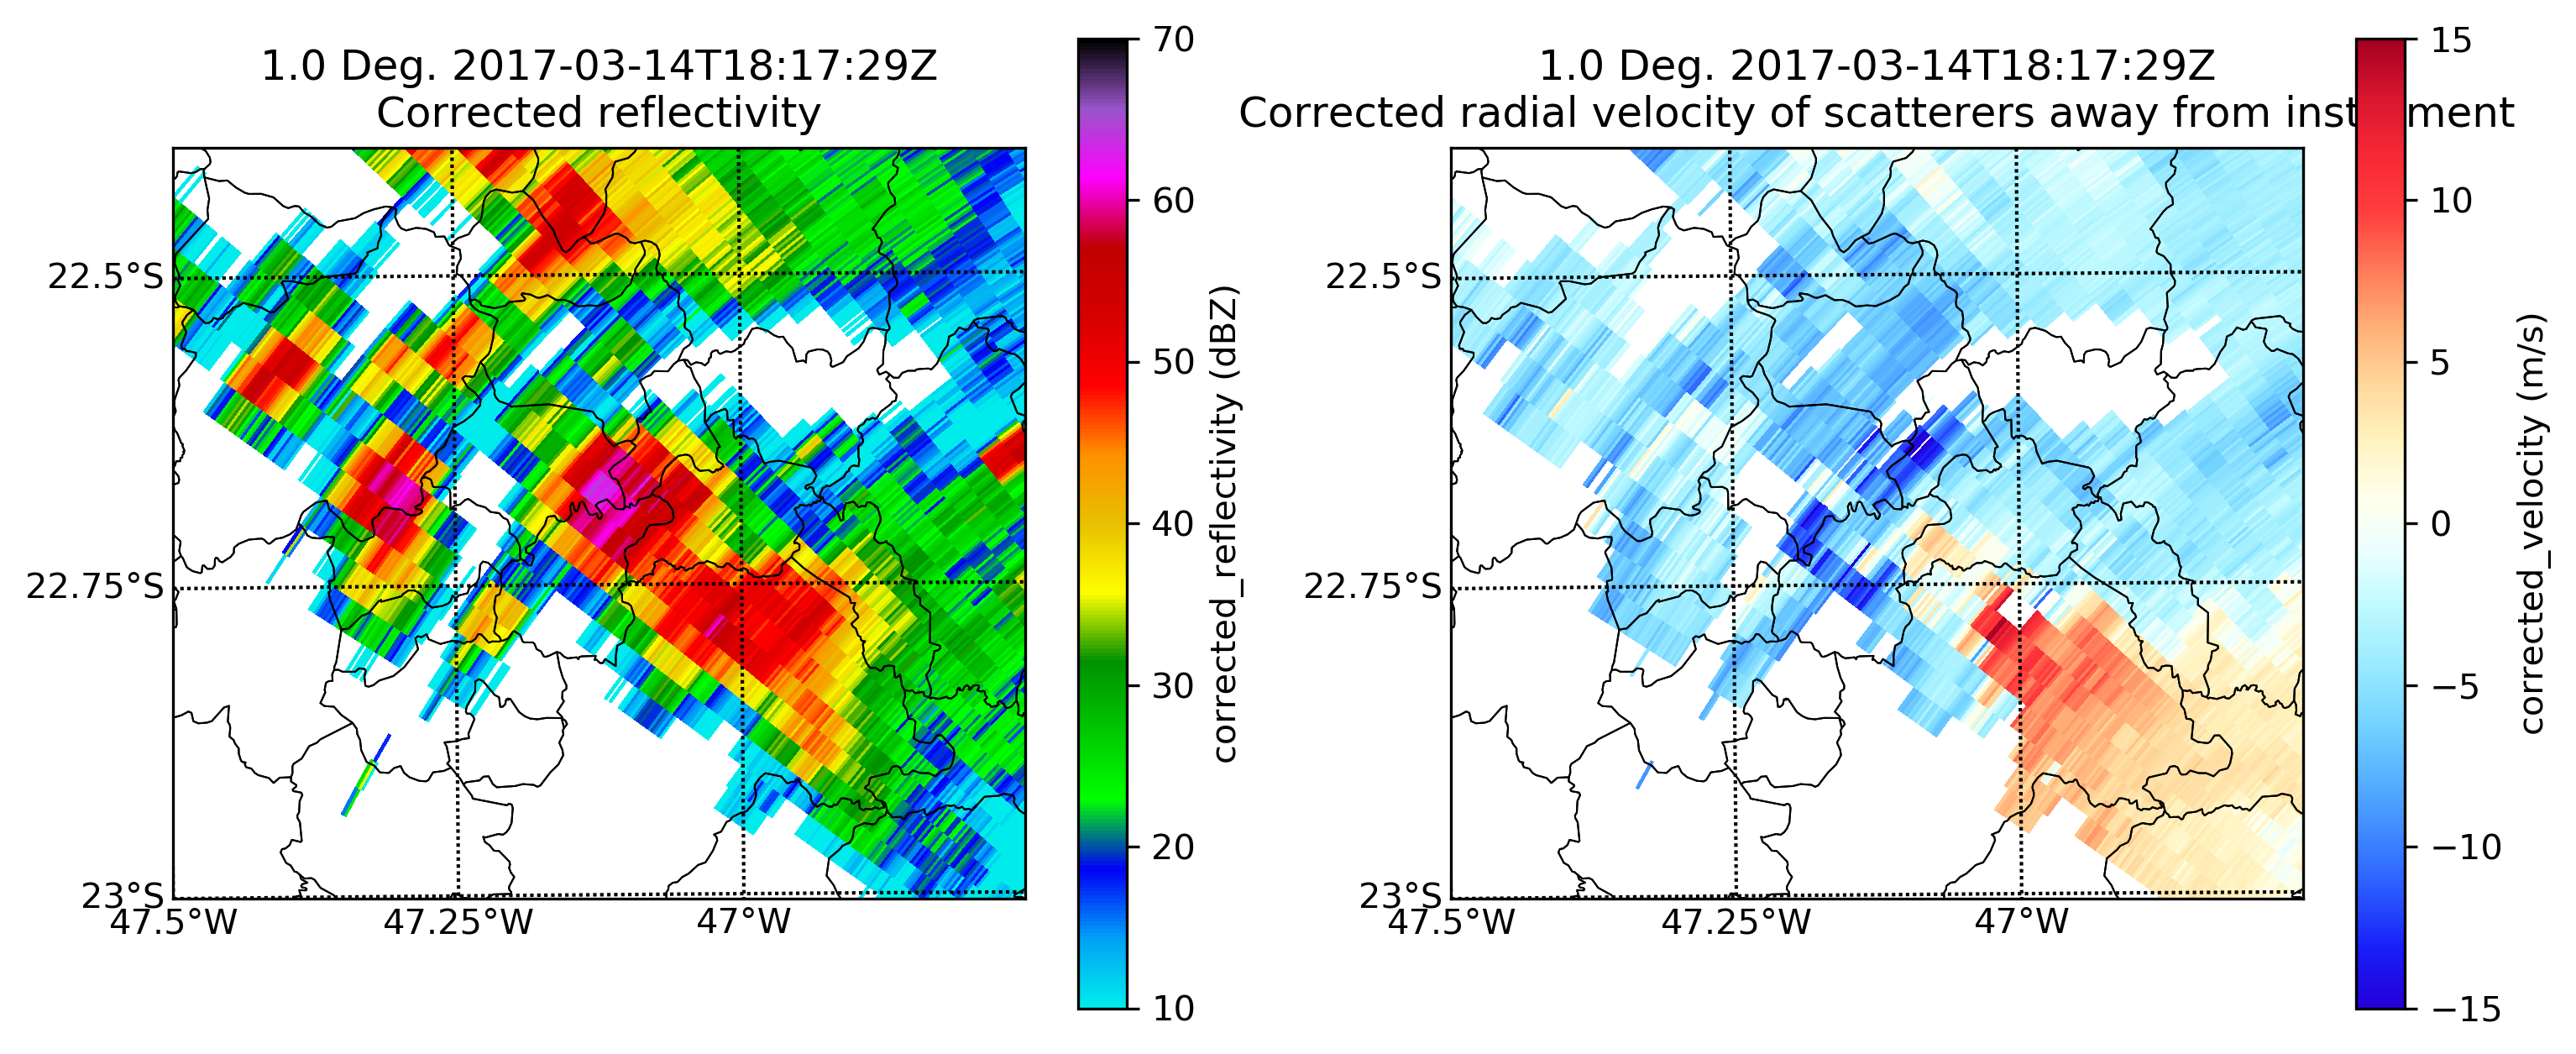 1.0 Deg. 2017-03-14T18:17:29Z
Corrected reflectivity
22.5°S
22.75°S
23°S
47.5°W
47.25°W
47°W
70
60
50
40
30
20
10
corrected_reflectivity (dBZ)
1.0 Deg. 2017-03-14T18:17:29Z
Corrected radial velocity of scatterers away from inst ment
22.5°S
22.75°S
23°S
47.5°W
47.25°W
47°W
15
10
5
0
−5
−10
−15
corrected_velocity (m/s)